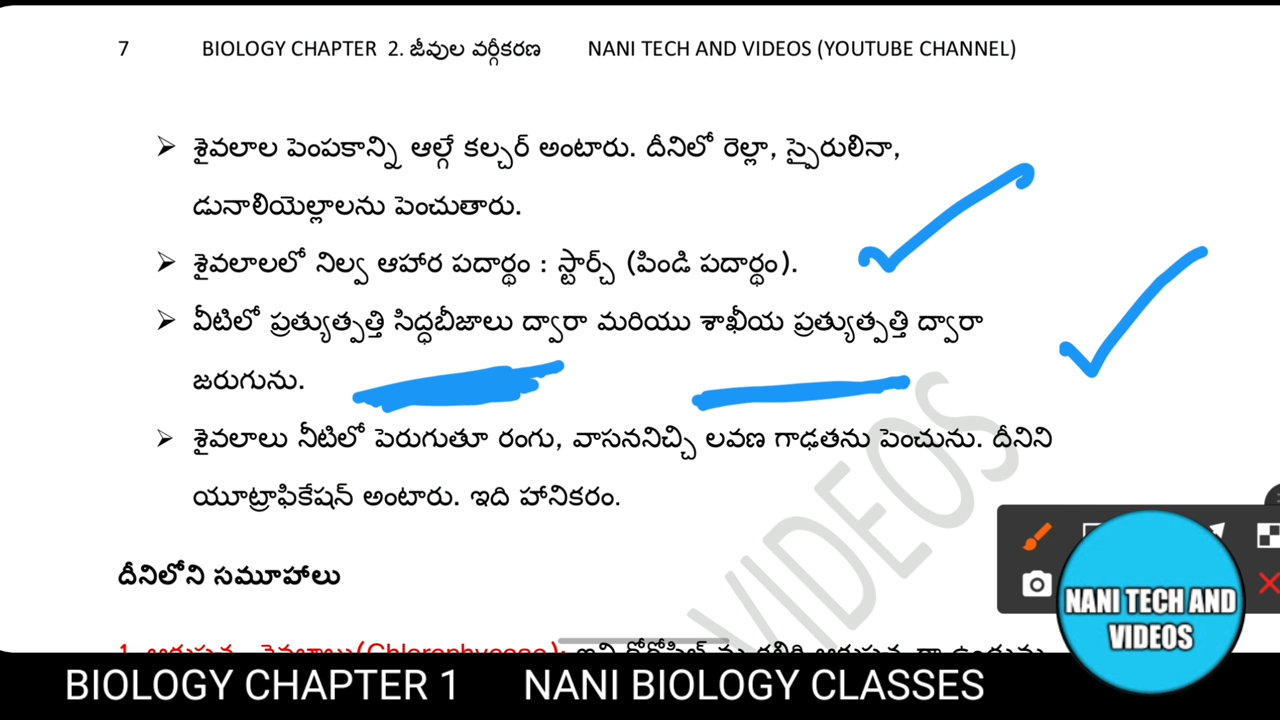 7 BIOLOGY CHAPTER 2. జీవుల వర్గీకరణ NANI TECH AND VIDEOS (YOUTUBE CHANNEL)
➢ శైవలాల పెంపకాన్ని ఆల్గే కల్చర్ అంటారు. దీనిలో రెల్లా, స్పైరులినా,
డునాలియెల్లాలను పెంచుతారు.
➢ శైవలాలలో నిల్వ ఆహార పదార్థం : స్టార్చ్ (పిండి పదార్థం).
➢ వీటిలో ప్రత్యుత్పత్తి సిద్ధబీజాలు ద్వారా మరియు శాఖీయ ప్రత్యుత్పత్తి ద్వారా
జరుగును.
➢ శైవలాలు నీటిలో పెరుగుతూ రంగు, వాసననిచ్చి లవణ గాఢతను పెంచును. దీనిని
యూట్రాఫికేషన్ అంటారు. ఇది హానికరం.
VIDEOS
దీనిలోని సమూహాలు
NANI TECH AND
VIDEOS
BIOLOGY CHAPTER 1 NANI BIOLOGY CLASSES